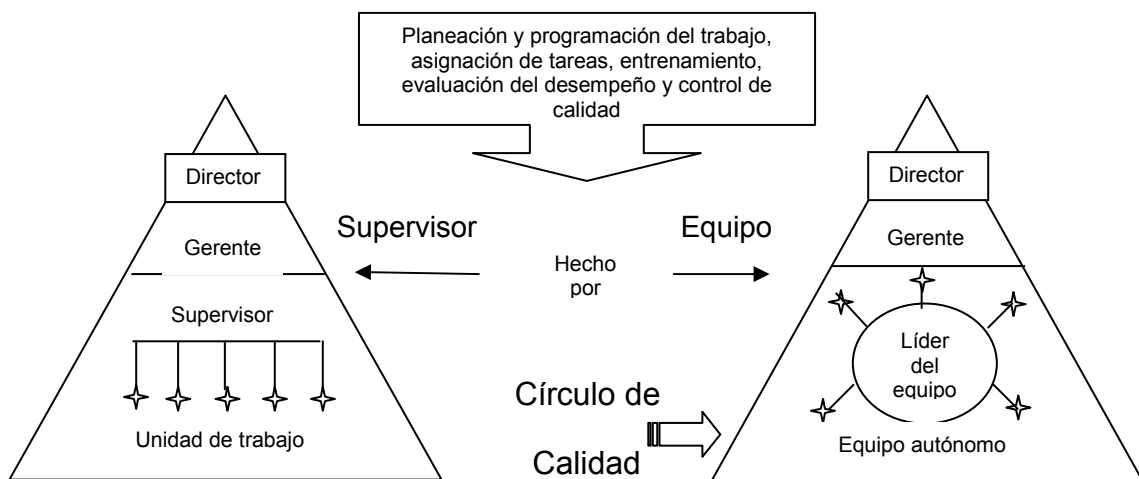 Planeación y programación del trabajo,
asignación de tareas, entrenamiento,
evaluación del desempeño y control de
calidad
Director
Gerente
Supervisor
Unidad de trabajo
Supervisor
Hecho
por
Equipo
Círculo de
Calidad
Director
Gerente
Líder
del
equipo
Equipo autónomo